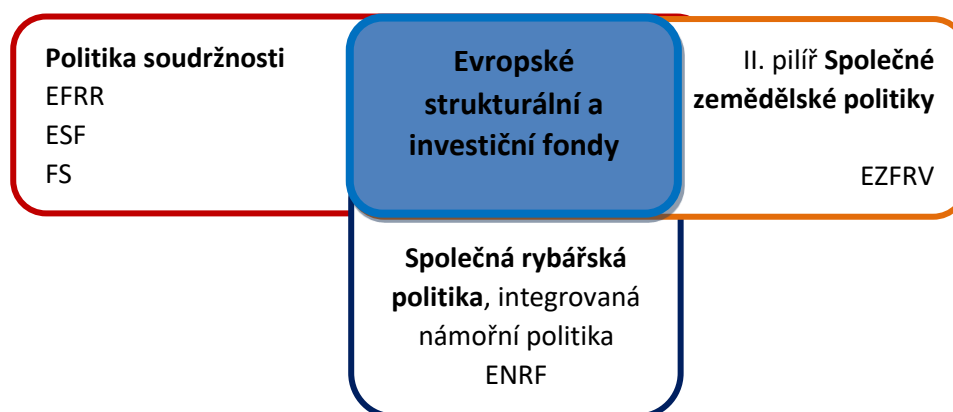 Politika soudržnosti
EFRR
ESF
FS
Evropské
strukturální a
investiční fondy
II. pilíř Společné
zemědělské politiky
EZFRV
Společná rybářská
politika, integrovaná
námořní politika
ENRF